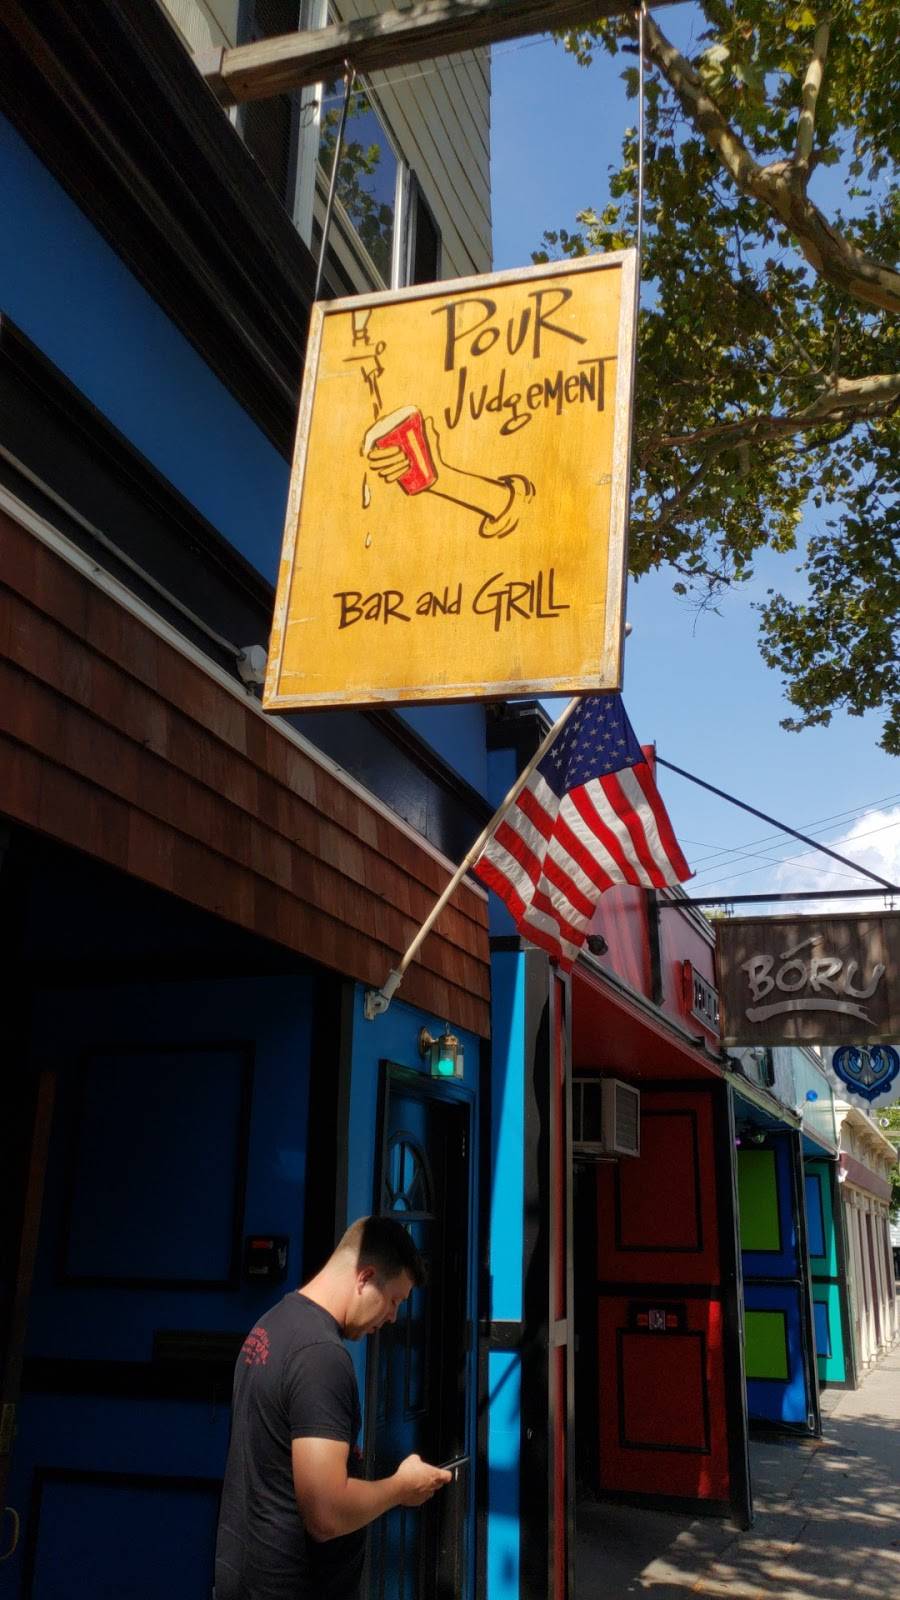 POUR
JudgEMENT
BaR and GRILL
BÓRU